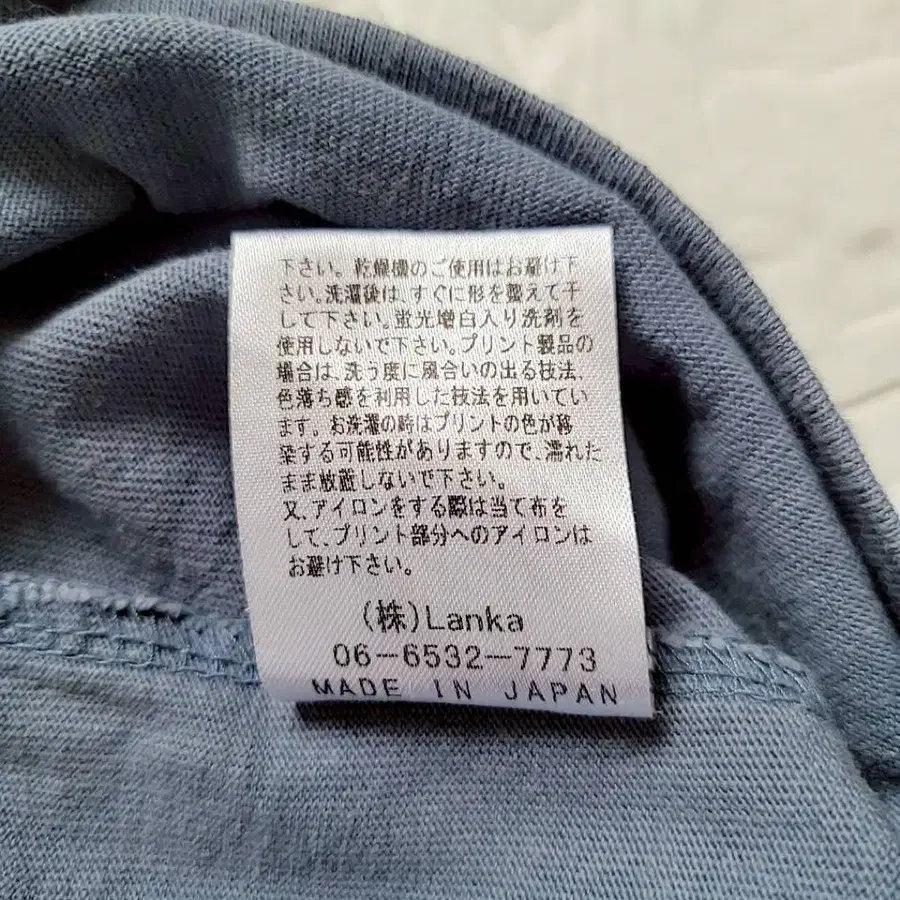 下さい。乾燥機のご使用はお避け下
さい。洗濯後は、すぐに形を整えて干
して下さい。蛍光増白入り洗剤を
使用しないで下さい。プリント製品の
場合は、洗う度に風合いの出る技法、
色落ち感を利用した技法を用いてい
ます。お洗濯の時はプリントの色が移
染する可能性がありますので、濡れた
まま放置しないで下さい。
又、アイロンをする際は当て布を
して、プリント部分へのアイロンは
お避け下さい。
(株)Lanka
06-6532-7773
MADE IN JAPAN